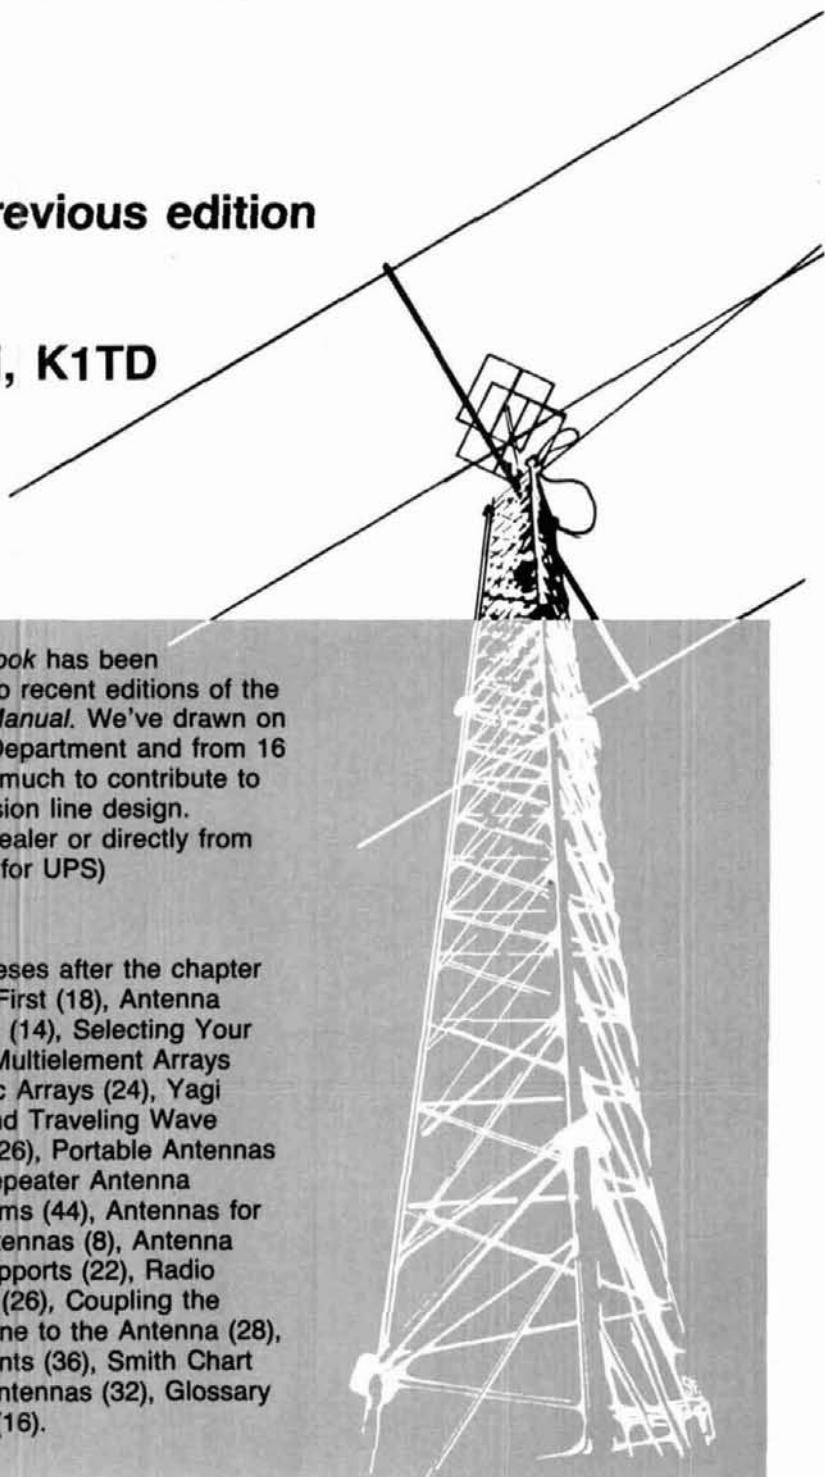 revious edition
, K1TD
ook has been
o recent editions of the
Manual. We've drawn on
Department and from 16
much to contribute to
sion line design.
ealer or directly from
for UPS)
eses after the chapter
First (18), Antenna
(14), Selecting Your
Multielement Arrays
c Arrays (24), Yagi
nd Traveling Wave
26), Portable Antennas
epeater Antenna
ms (44), Antennas for
tennas (8), Antenna
pports (22), Radio
(26), Coupling the
ne to the Antenna (28),
nts (36), Smith Chart
ntennas (32), Glossary
(16).